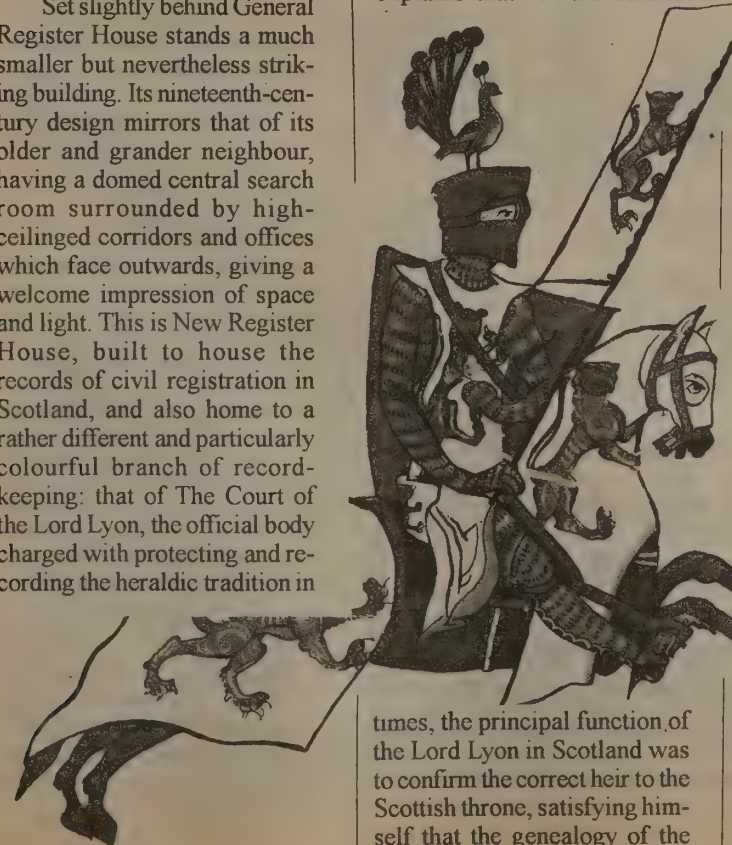 Set slightly behind General
Register House stands a much
smaller but nevertheless strik-
ing building. Its nineteenth-cen-
tury design mirrors that of its
older and grander neighbour,
having a domed central search
room surrounded by high-
ceilinged corridors and offices
which face outwards, giving a
welcome impression of space
and light. This is New Register
House, built to house the
records of civil registration in
Scotland, and also home to a
rather different and particularly
colourful branch of record-
keeping: that of The Court of
the Lord Lyon, the official body
charged with protecting and re-
cording the heraldic tradition in
times, the principal function of
the Lord Lyon in Scotland was
to confirm the correct heir to the
Scottish throne, satisfying him-
self that the genealogy of the